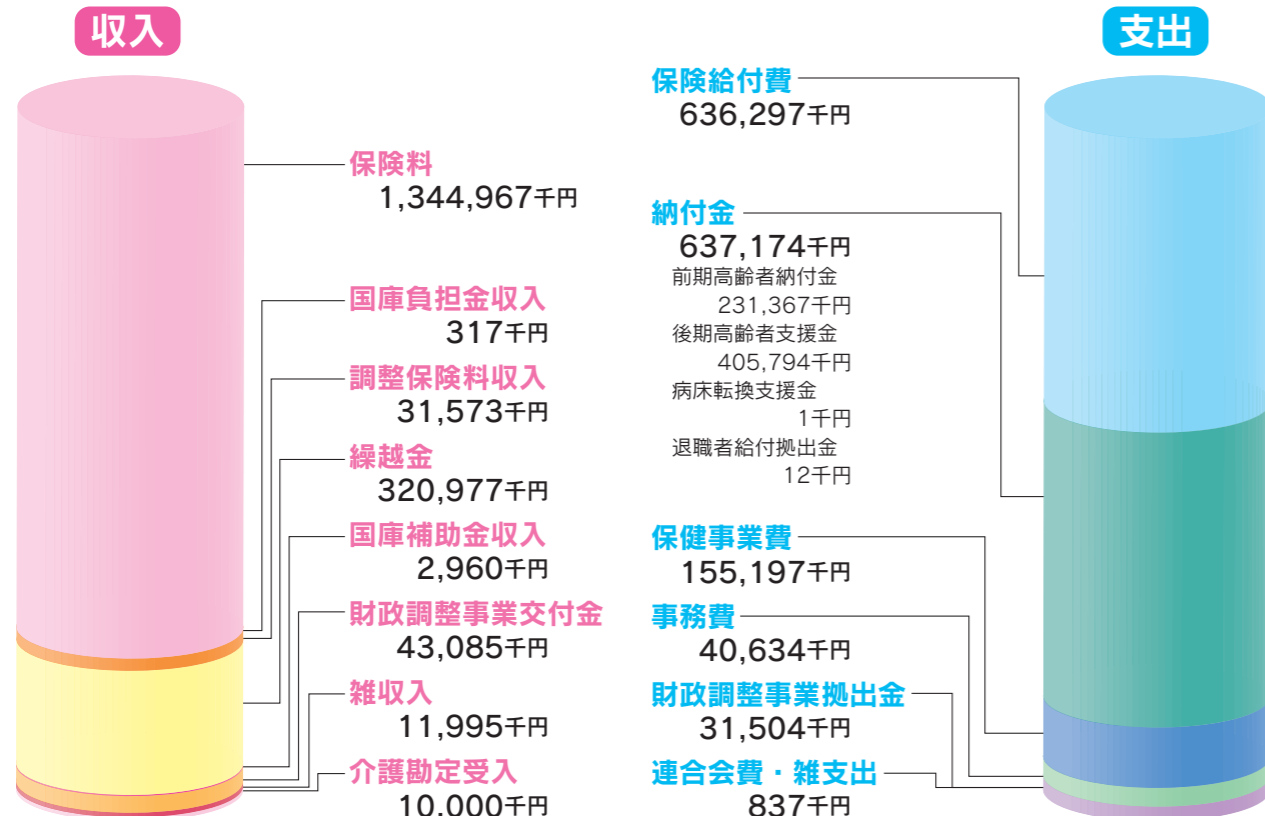 収入
保険料
1,344,967千円
国庫負担金収入
317千円
調整保険料収入
31,573千円
繰越金
320,977千円
国庫補助金収入
2,960千円
財政調整事業交付金
43,085千円
雑収入
11,995千円
介護勘定受入
10,000千円
支出
保険給付費
636,297千円
納付金
637,174千円
前期高齢者納付金
231,367千円
後期高齢者支援金
405,794千円
病床転換支援金
1千円
退職者給付拠出金
12千円
保健事業費
155,197千円
事務費
40,634千円
財政調整事業拠出金
31,504千円
連合会費・雑支出
837千円